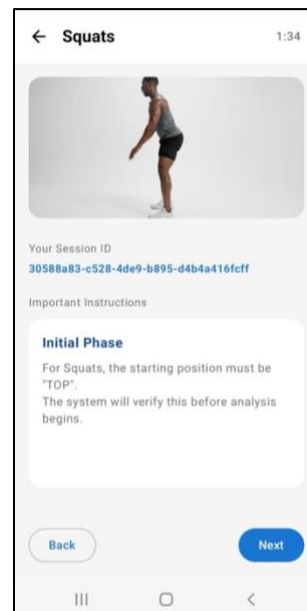 Squats
1:34
Your Session ID
30588a83-c528-4de9-b895-d4b4a416fcff
Important Instructions
Initial Phase
For Squats, the starting position must be
"TOP".
The system will verify this before analysis
begins.
Back
Next